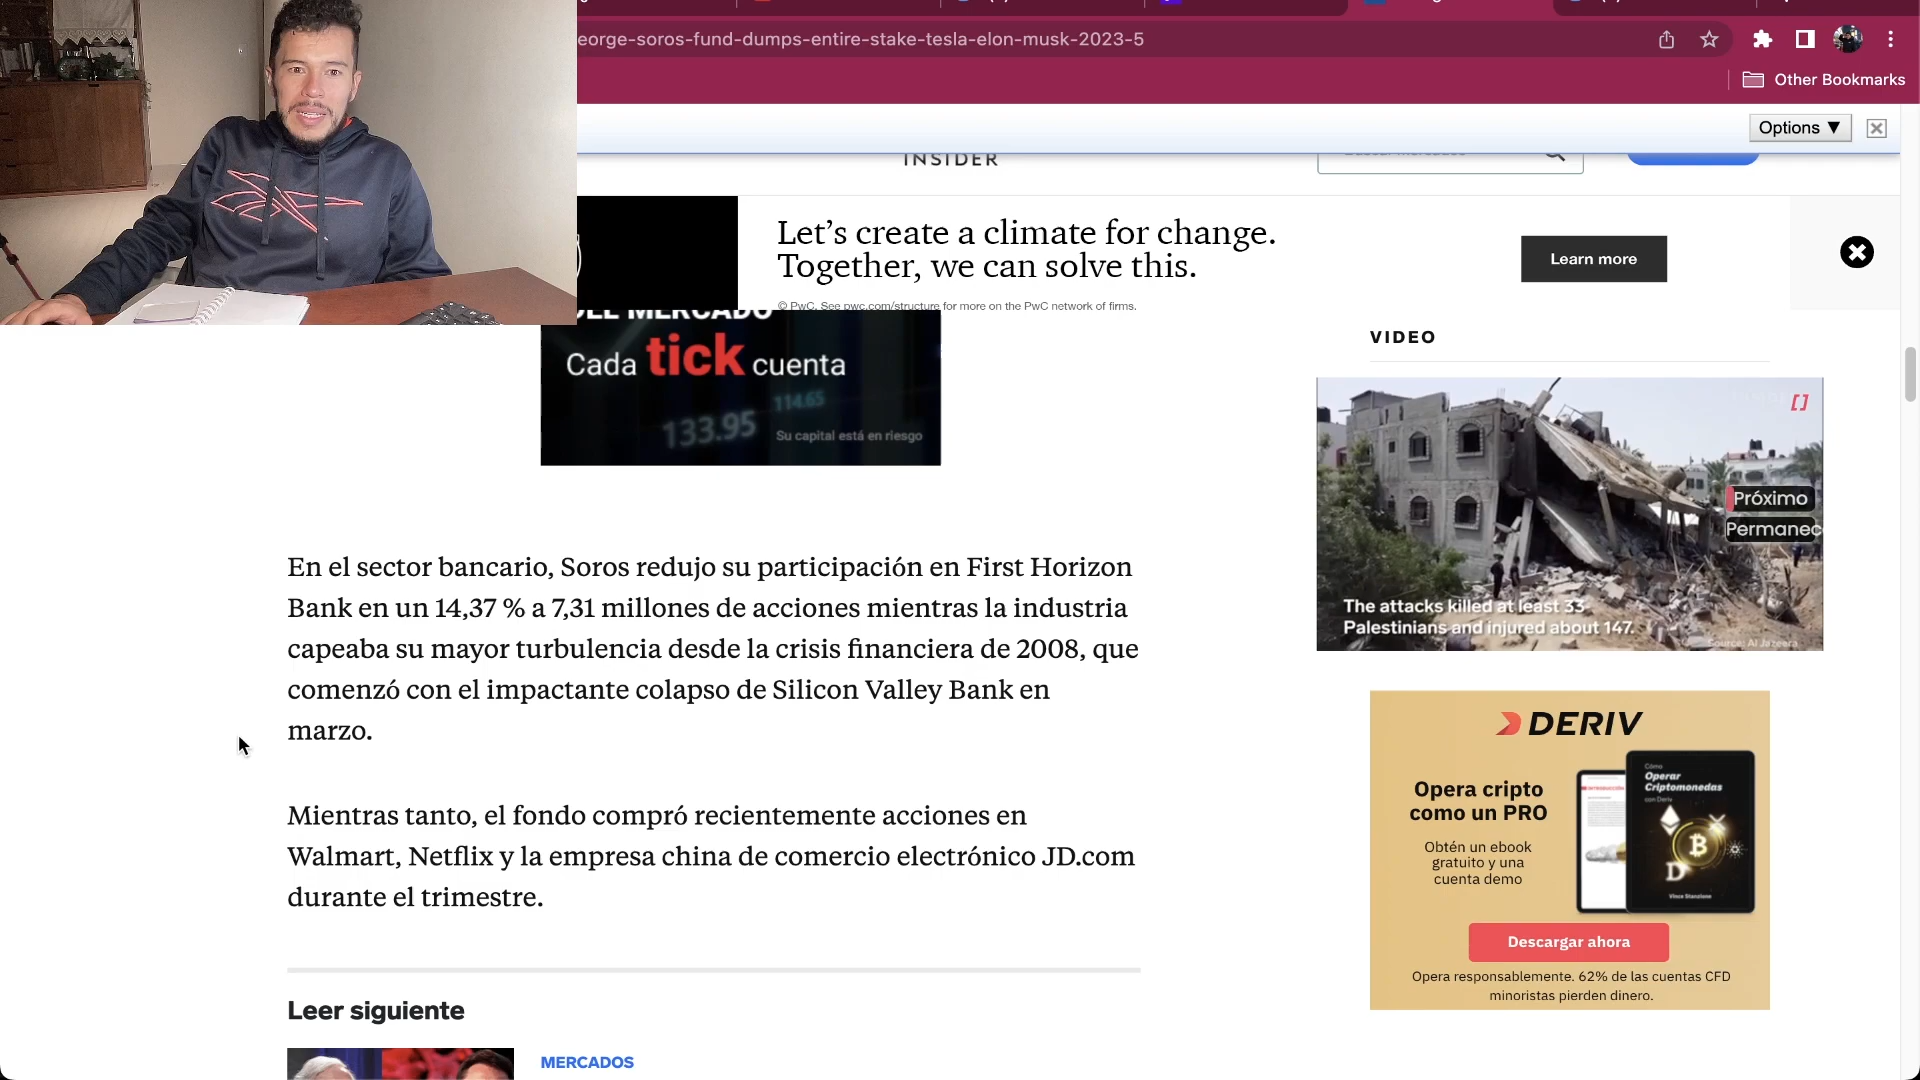 eorge-soros-fund-dumps-entire-stake-tesla-elon-musk-2023-5
Other Bookmarks
Options ▼
INSIDER
Let’s create a climate for change.
Together, we can solve this.
Learn more
© PwC. See pwc.com/structure for more on the PwC network of firms.
DEL MERCADO
Cada tick cuenta
133.95
114.65
Su capital está en riesgo
VIDEO
[]
Próximo
Permanec
The attacks killed at least 33
Palestinians and injured about 147.
Source: Al Jazeera
En el sector bancario, Soros redujo su participación en First Horizon
Bank en un 14,37 % a 7,31 millones de acciones mientras la industria
capeaba su mayor turbulencia desde la crisis financiera de 2008, que
comenzó con el impactante colapso de Silicon Valley Bank en
marzo.
Mientras tanto, el fondo compró recientemente acciones en
Walmart, Netflix y la empresa china de comercio electrónico JD.com
durante el trimestre.
Leer siguiente
MERCADOS
DERIV
Opera cripto
como un PRO
Obtén un ebook
gratuito y una
cuenta demo
Cómo
Operar
Criptomonedas
con Deriv
Vince Stanzione
Descargar ahora
Opera responsablemente. 62% de las cuentas CFD
minoristas pierden dinero.